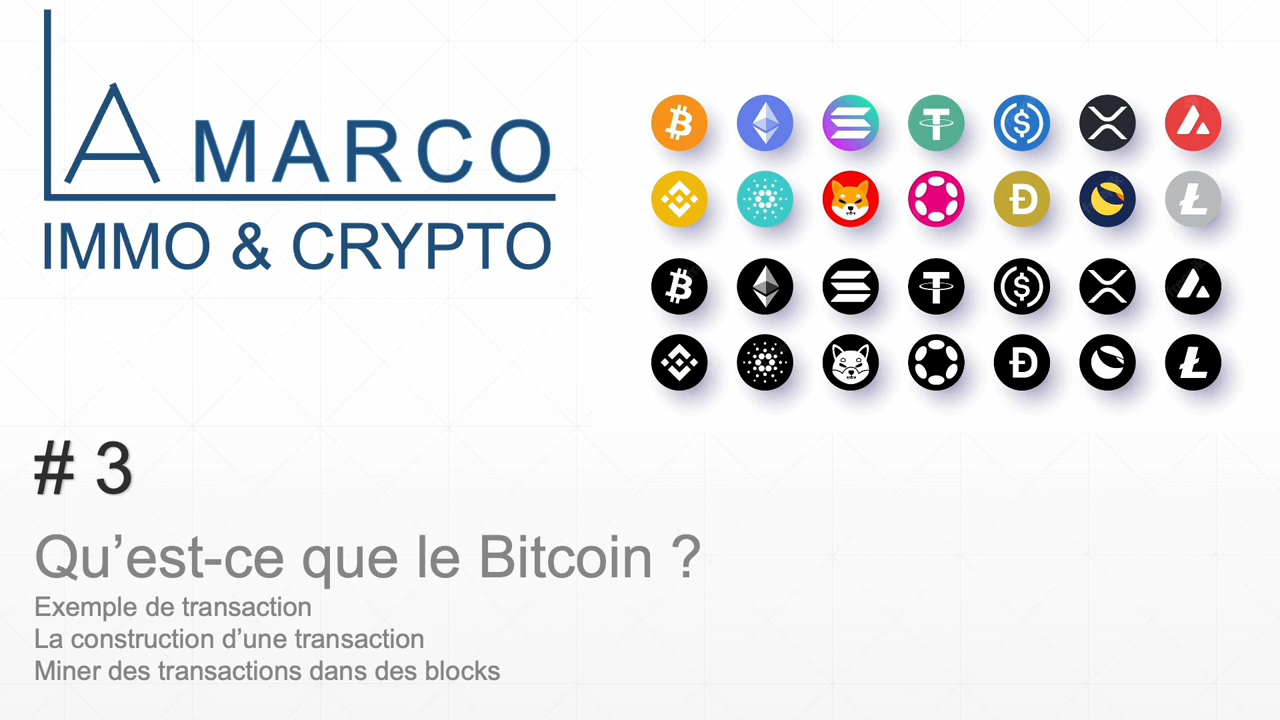 A MARCO
IMMO & CRYPTO
# 3
Qu’est-ce que le Bitcoin ?
Exemple de transaction
La construction d’une transaction
Miner des transactions dans des blocks